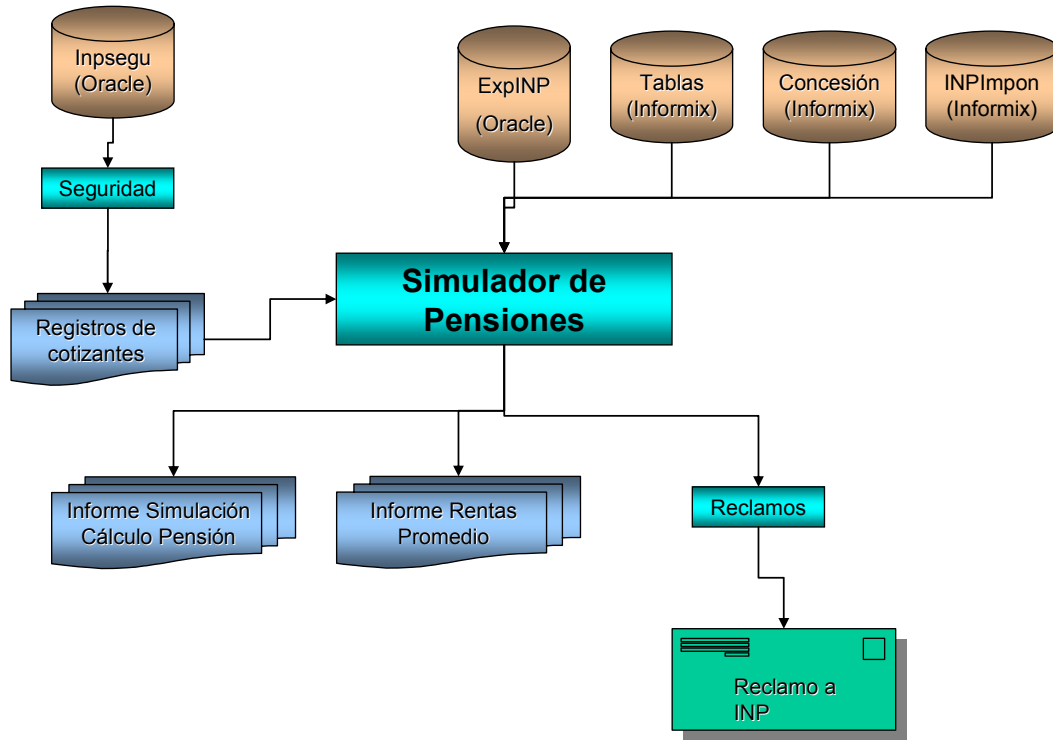 Inpsegu
(Oracle)
ExpINP
(Oracle)
Tablas
(Informix)
Concesión
(Informix)
INPImpon
(Informix)
Seguridad
Registros de
cotizantes
Simulador de
Pensiones
Informe Simulación
Cálculo Pensión
Informe Rentas
Promedio
Reclamos
Reclamo a
INP